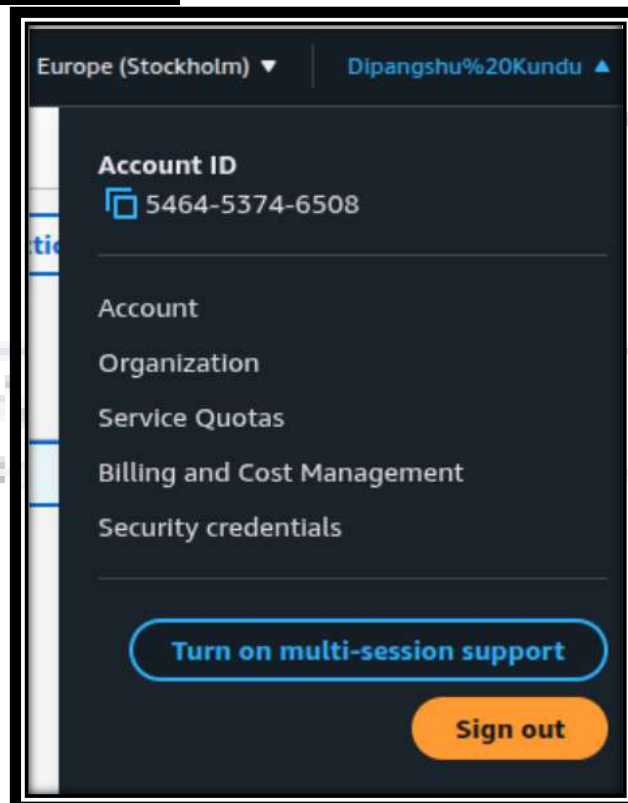 Europe (Stockholm) ▼ Dipangshu%20Kundu ▲
Account ID
5464-5374-6508
Account
Organization
Service Quotas
Billing and Cost Management
Security credentials
Turn on multi-session support
Sign out